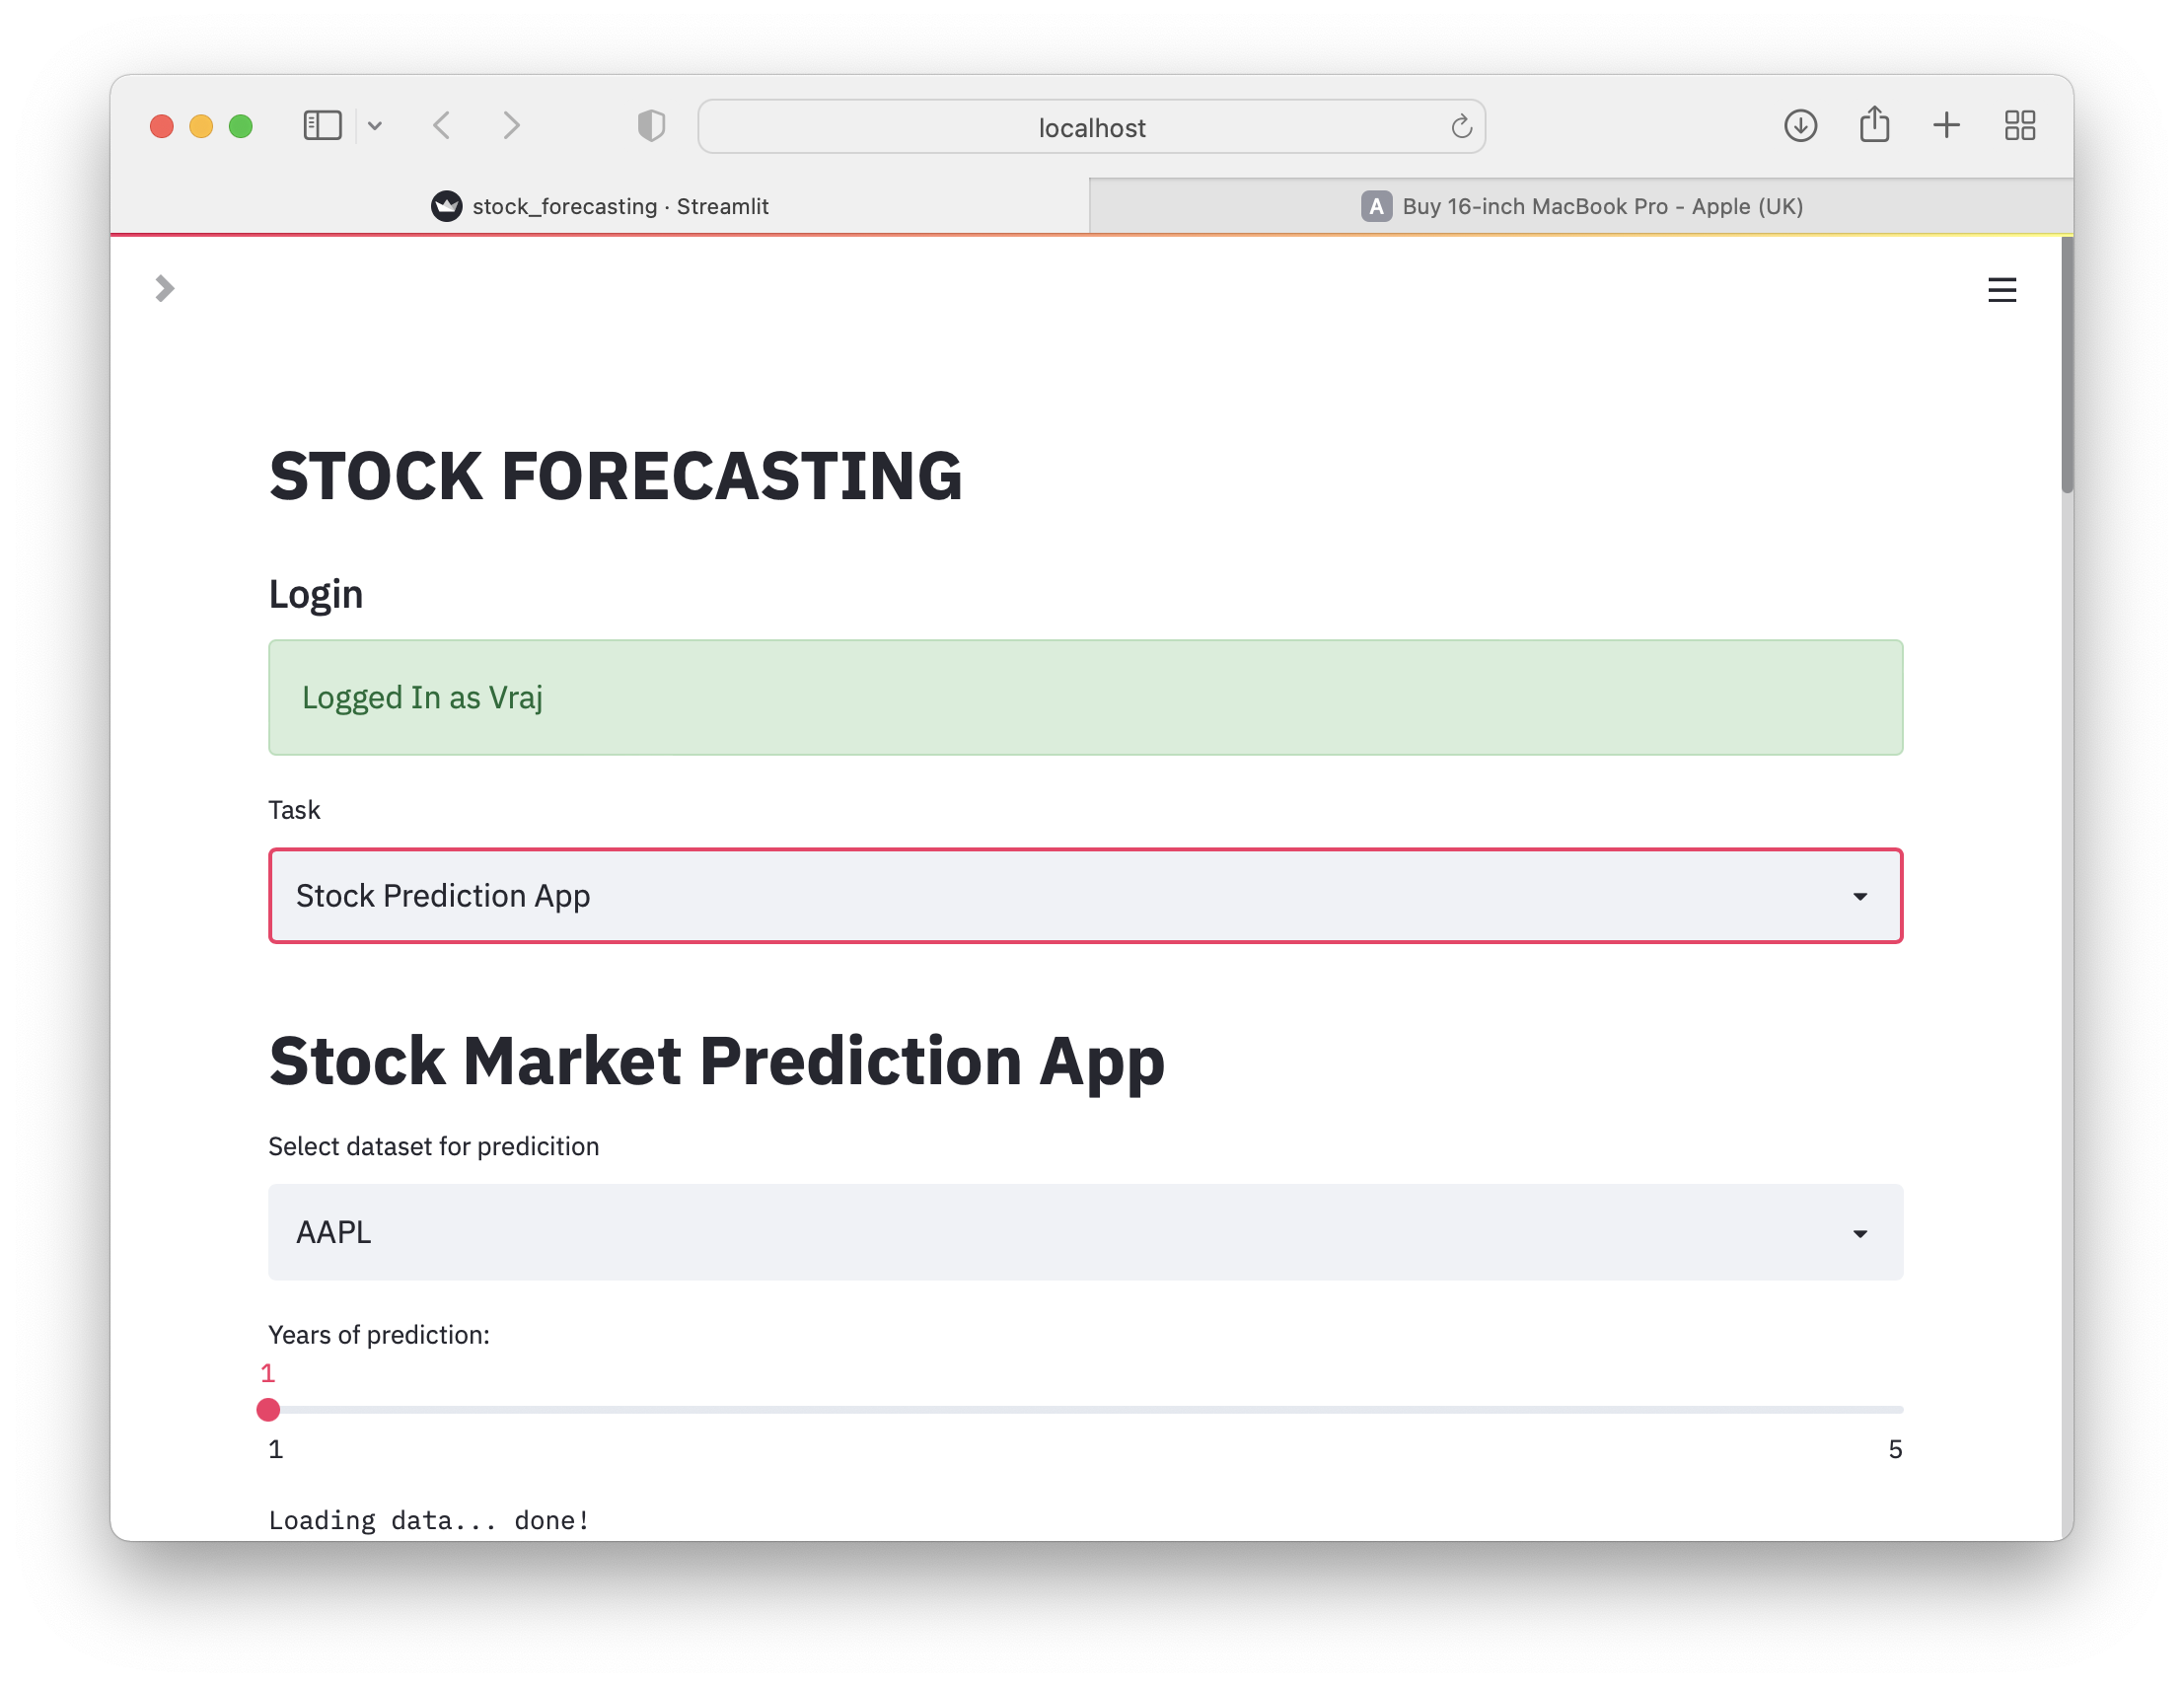 localhost
stock_forecasting · Streamlit
A Buy 16-inch MacBook Pro - Apple (UK)
STOCK FORECASTING
Login
Logged In as Vraj
Task
Stock Prediction App
Stock Market Prediction App
Select dataset for predicition
AAPL
Years of prediction:
1
1 5
Loading data... done!